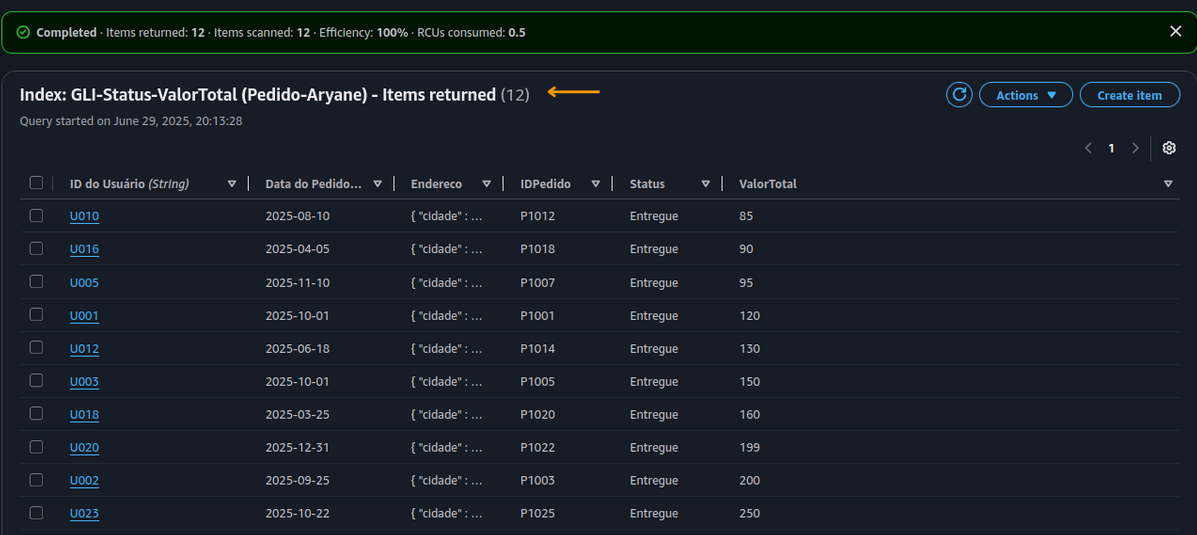 Completed · Items returned: 12 · Items scanned: 12 · Efficiency: 100% · RCUs consumed: 0.5
Index: GLI-Status-ValorTotal (Pedido-Aryane) - Items returned (12)
Actions
Create item
Query started on June 29, 2025, 20:13:28
1
ID do Usuário (String) Data do Pedido... Endereco IDPedido Status ValorTotal
U010 2025-08-10 { "cidade" : ... P1012 Entregue 85
U016 2025-04-05 { "cidade" : ... P1018 Entregue 90
U005 2025-11-10 { "cidade" : ... P1007 Entregue 95
U001 2025-10-01 { "cidade" : ... P1001 Entregue 120
U012 2025-06-18 { "cidade" : ... P1014 Entregue 130
U003 2025-10-01 { "cidade" : ... P1005 Entregue 150
U018 2025-03-25 { "cidade" : ... P1020 Entregue 160
U020 2025-12-31 { "cidade" : ... P1022 Entregue 199
U002 2025-09-25 { "cidade" : ... P1003 Entregue 200
U023 2025-10-22 { "cidade" : ... P1025 Entregue 250